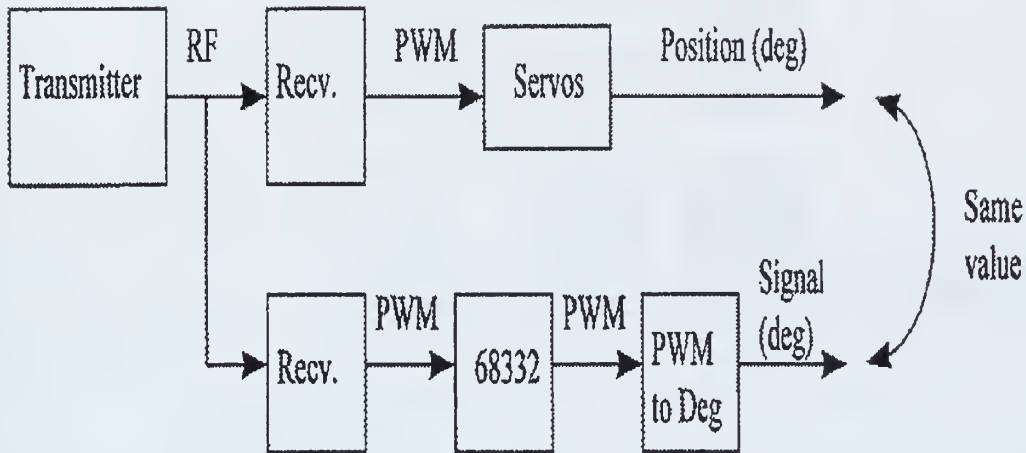 Transmitter
RF
Recv.
PWM
Servos
Position (deg)
Same
value
Recv.
PWM
68332
PWM
PWM
to Deg
Signal
(deg)